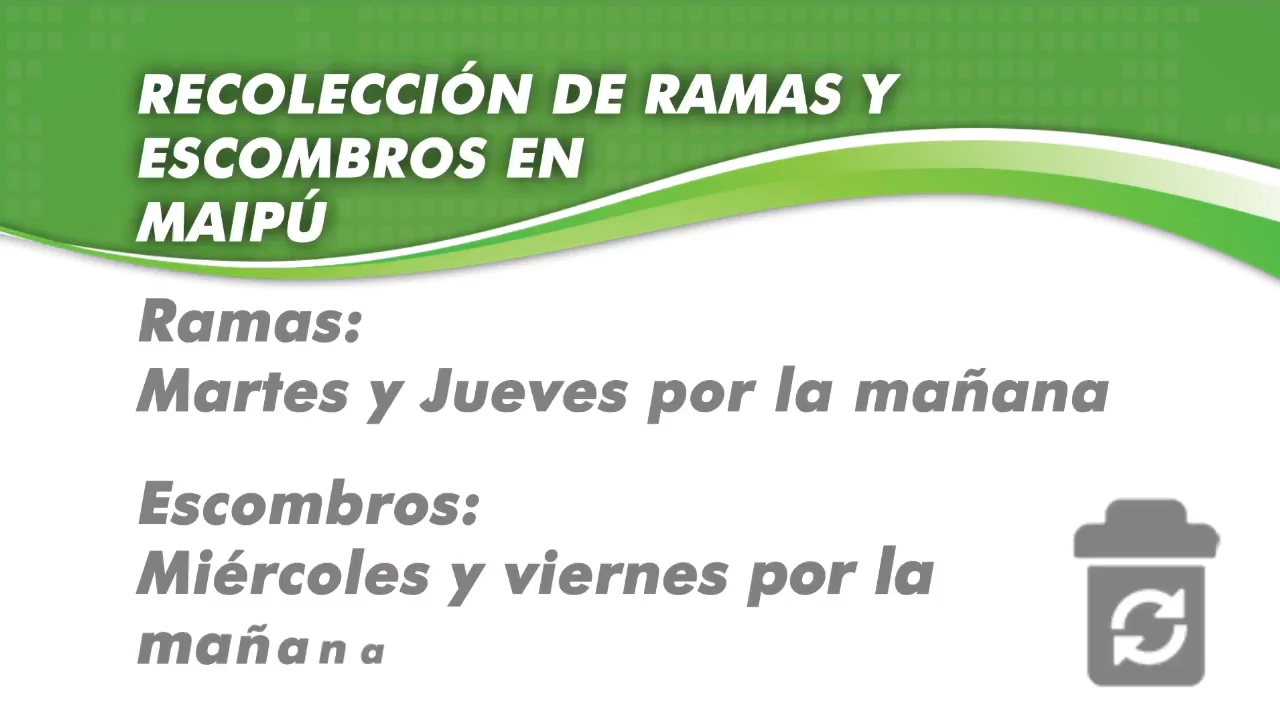 RECOLECCIÓN DE RAMAS Y
ESCOMBROS EN
MAIPÚ
Ramas:
Martes y Jueves por la mañana
Escombros:
Miércoles y viernes por la
mañana